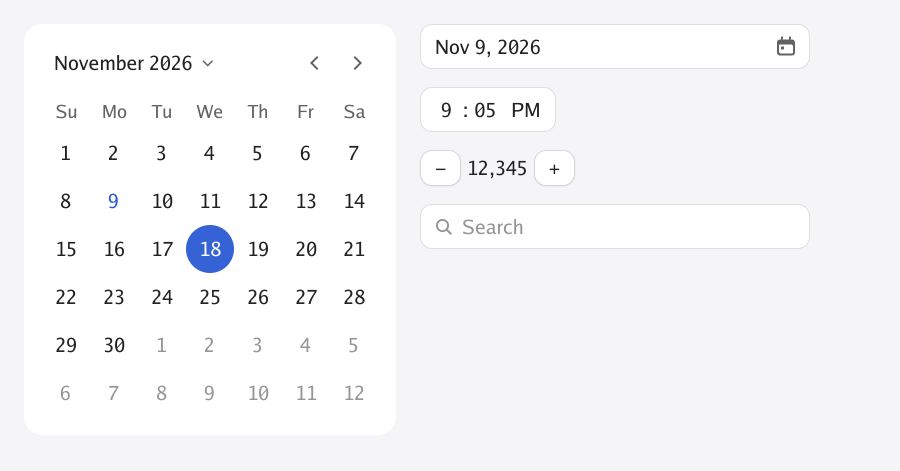 November 2026
Su Mo Tu We Th Fr Sa
1 2 3 4 5 6 7
8 9 10 11 12 13 14
15 16 17 18 19 20 21
22 23 24 25 26 27 28
29 30 1 2 3 4 5
6 7 8 9 10 11 12
Nov 9, 2026
9 : 05 PM
− 12,345 +
Search